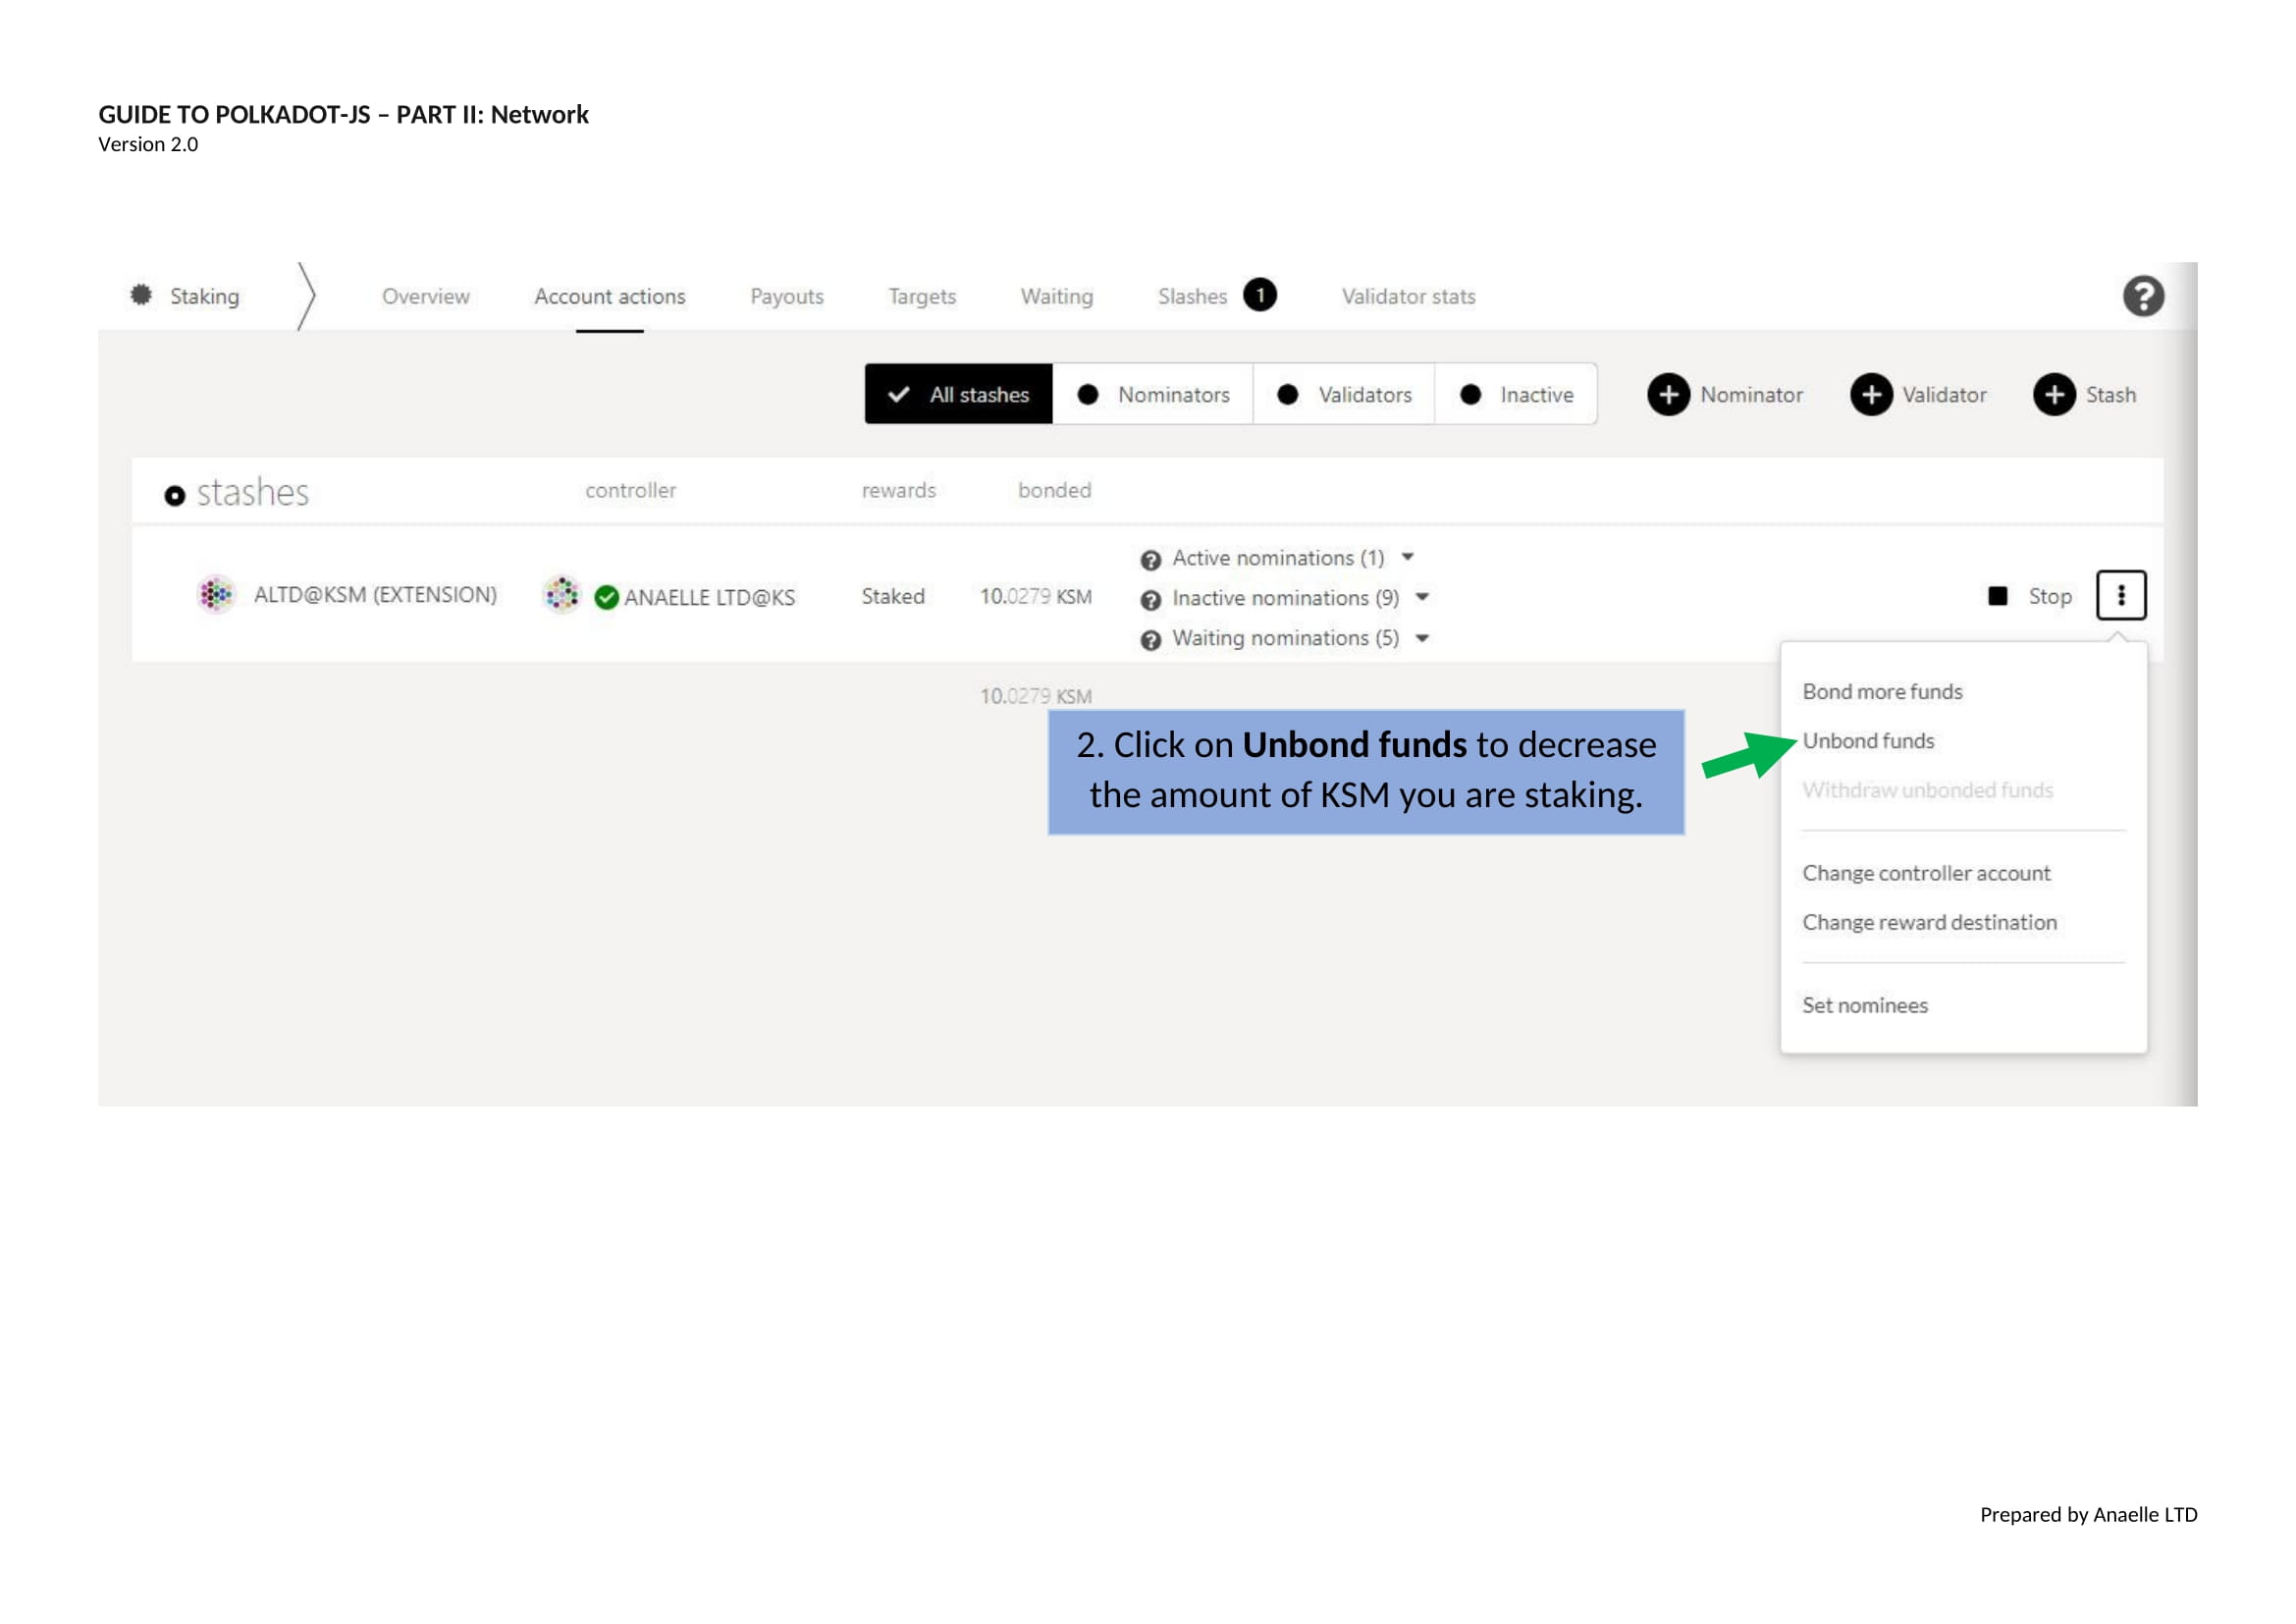 GUIDE TO POLKADOT-JS – PART II: Network
Version 2.0
Staking Overview Account actions Payouts Targets Waiting Slashes 1 Validator stats
All stashes Nominators Validators Inactive Nominator Validator Stash
stashes controller rewards bonded
Active nominations (1)
ALTD@KSM (EXTENSION) ANAELLE LTD@KS Staked 10.0279 KSM Inactive nominations (9) Stop
Waiting nominations (5)
10.0279 KSM
Bond more funds
Unbond funds
Withdraw unbonded funds
Change controller account
Change reward destination
Set nominees
2. Click on Unbond funds to decrease
the amount of KSM you are staking.
Prepared by Anaelle LTD